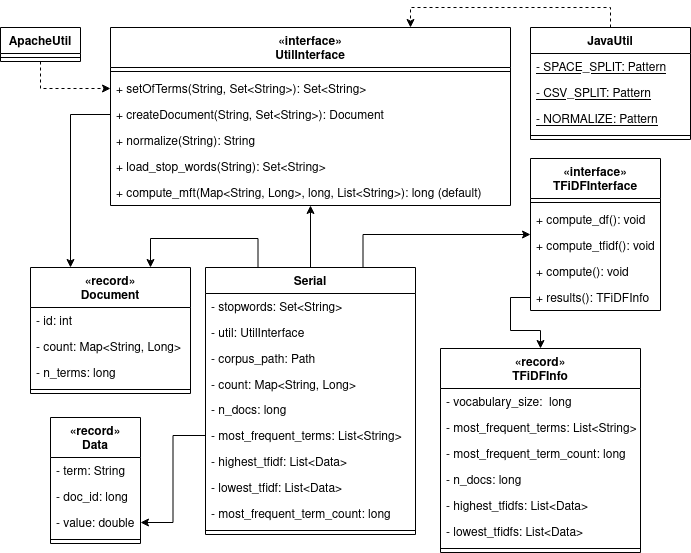 ApacheUtil
«interface»
UtilInterface
+ setOfTerms(String, Set<String>): Set<String>
+ createDocument(String, Set<String>): Document
+ normalize(String): String
+ load_stop_words(String): Set<String>
+ compute_mft(Map<String, Long>, long, List<String>): long (default)
JavaUtil
- SPACE_SPLIT: Pattern
- CSV_SPLIT: Pattern
- NORMALIZE: Pattern
«interface»
TFiDFInterface
+ compute_df(): void
+ compute_tfidf(): void
+ compute(): void
+ results(): TFiDFInfo
«record»
Document
- id: int
- count: Map<String, Long>
- n_terms: long
Serial
- stopwords: Set<String>
- util: UtilInterface
- corpus_path: Path
- count: Map<String, Long>
- n_docs: long
- most_frequent_terms: List<String>
- highest_tfidf: List<Data>
- lowest_tfidf: List<Data>
- most_frequent_term_count: long
«record»
Data
- term: String
- doc_id: long
- value: double
«record»
TFiDFInfo
- vocabulary_size:  long
- most_frequent_terms: List<String>
- most_frequent_term_count: long
- n_docs: long
- highest_tfidfs: List<Data>
- lowest_tfidfs: List<Data>